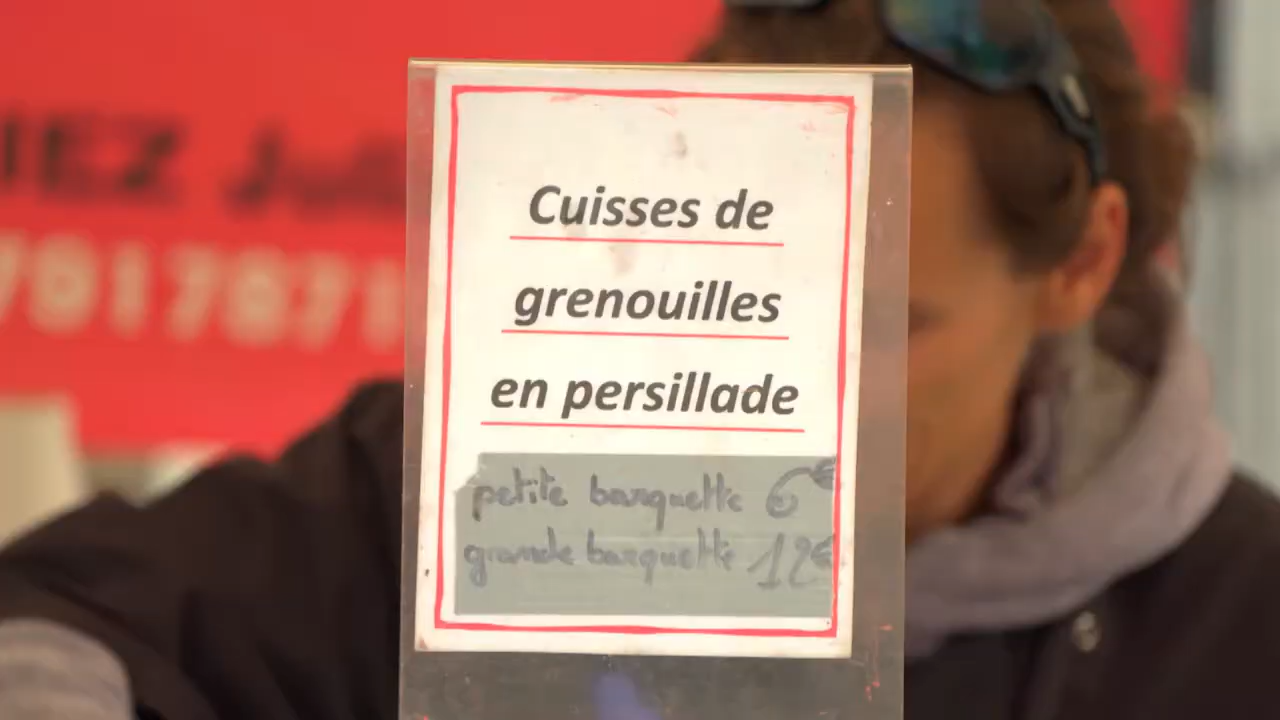 Cuisses de
grenouilles
en persillade
petite barquette 6€
grande barquette 12€